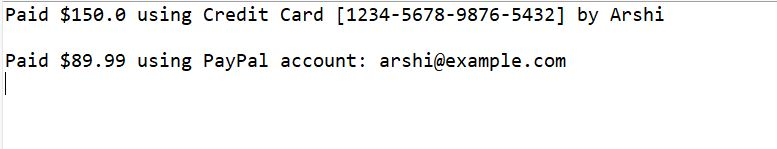 Paid $150.0 using Credit Card [1234-5678-9876-5432] by Arshi
Paid $89.99 using PayPal account: arshi@example.com